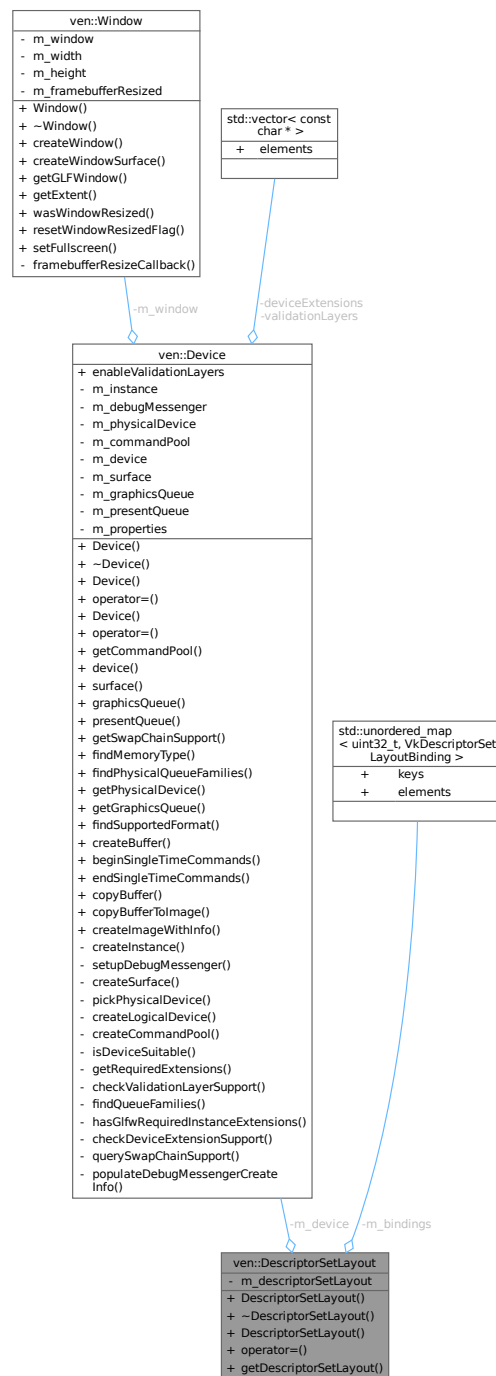 ven::Window
- m_window
- m_width
- m_height
- m_framebufferResized
+ Window()
+ ~Window()
+ createWindow()
+ createWindowSurface()
+ getGLFWindow()
+ getExtent()
+ wasWindowResized()
+ resetWindowResizedFlag()
+ setFullscreen()
- framebufferResizeCallback()
std::vector< const
char * >
+ elements
-m_window
-deviceExtensions
-validationLayers
ven::Device
+ enableValidationLayers
- m_instance
- m_debugMessenger
- m_physicalDevice
- m_commandPool
- m_device
- m_surface
- m_graphicsQueue
- m_presentQueue
- m_properties
+ Device()
+ ~Device()
+ Device()
+ operator=()
+ Device()
+ operator=()
+ getCommandPool()
+ device()
+ surface()
+ graphicsQueue()
+ presentQueue()
+ getSwapChainSupport()
+ findMemoryType()
+ findPhysicalQueueFamilies()
+ getPhysicalDevice()
+ getGraphicsQueue()
+ findSupportedFormat()
+ createBuffer()
+ beginSingleTimeCommands()
+ endSingleTimeCommands()
+ copyBuffer()
+ copyBufferToImage()
+ createImageWithInfo()
- createInstance()
- setupDebugMessenger()
- createSurface()
- pickPhysicalDevice()
- createLogicalDevice()
- createCommandPool()
- isDeviceSuitable()
- getRequiredExtensions()
- checkValidationLayerSupport()
- findQueueFamilies()
- hasGlfwRequiredInstanceExtensions()
- checkDeviceExtensionSupport()
- querySwapChainSupport()
- populateDebugMessengerCreate
Info()
std::unordered_map
< uint32_t, VkDescriptorSet
LayoutBinding >
+ keys
+ elements
-m_device
-m_bindings
ven::DescriptorSetLayout
- m_descriptorSetLayout
+ DescriptorSetLayout()
+ ~DescriptorSetLayout()
+ DescriptorSetLayout()
+ operator=()
+ getDescriptorSetLayout()